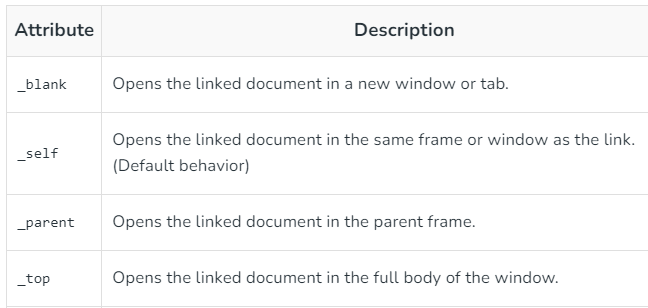 Attribute Description
_blank Opens the linked document in a new window or tab.
_self Opens the linked document in the same frame or window as the link.
(Default behavior)
_parent Opens the linked document in the parent frame.
_top Opens the linked document in the full body of the window.